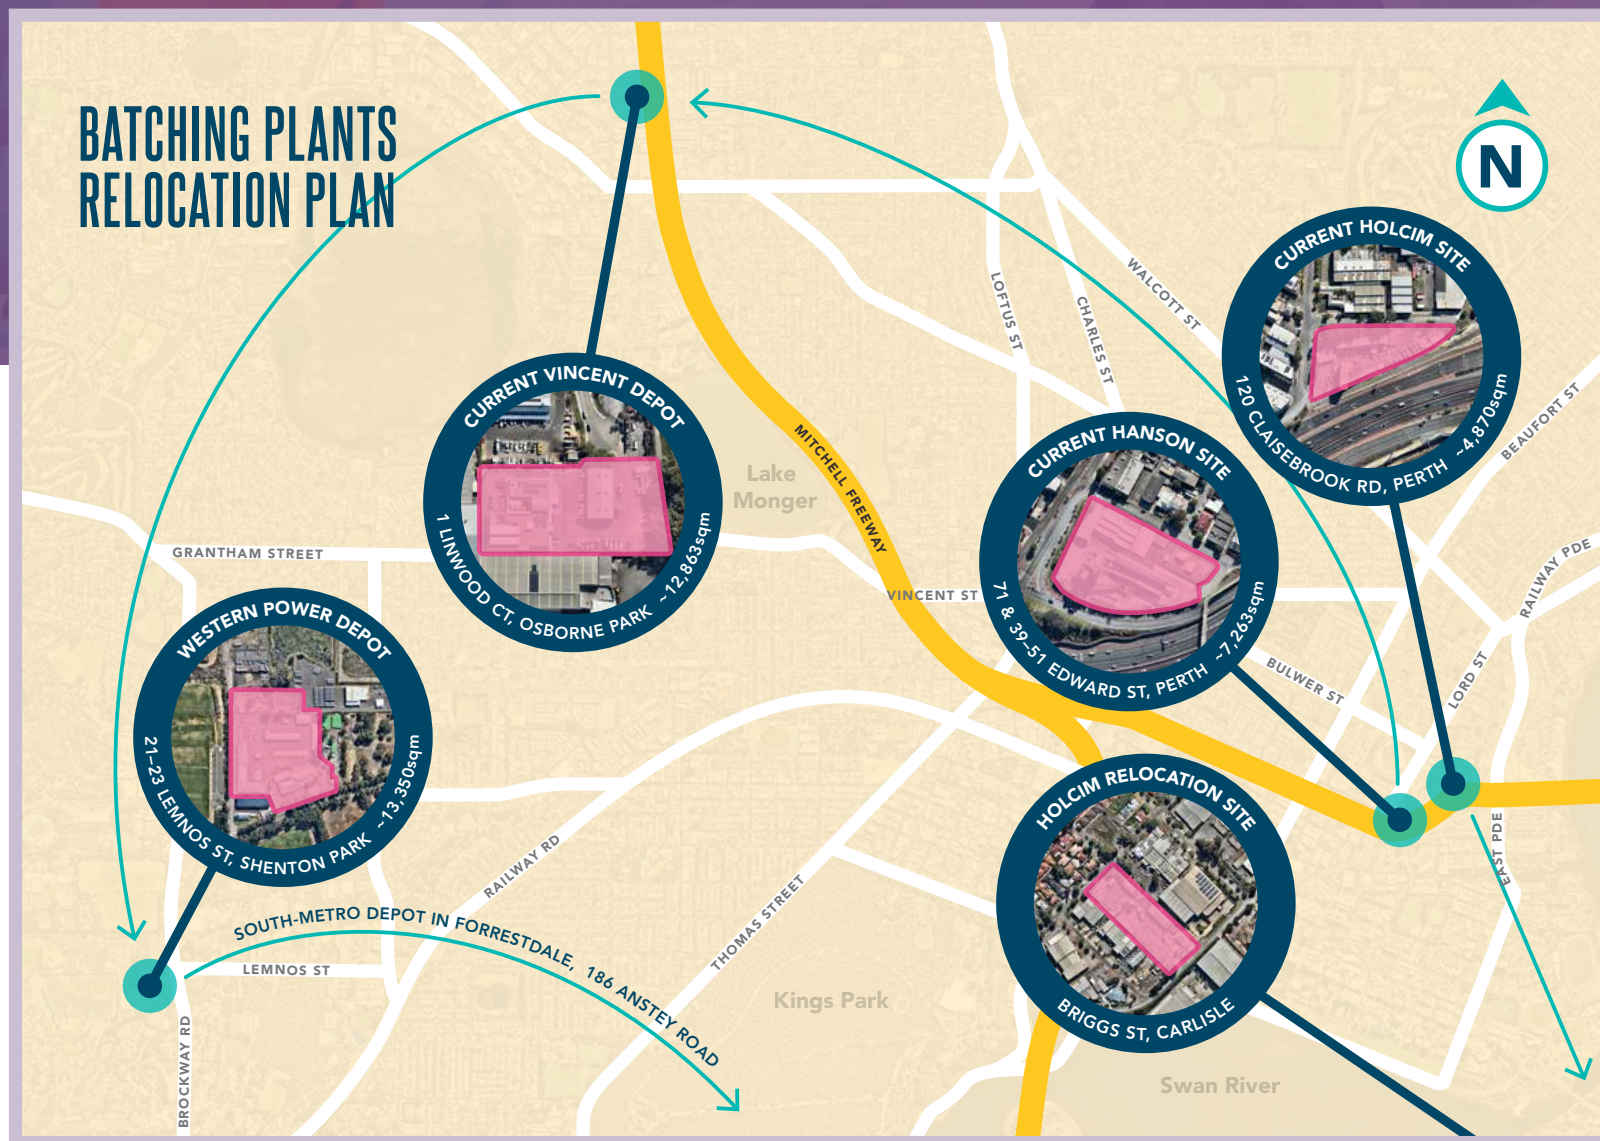 BATCHING PLANTS
RELOCATION PLAN
N
CURRENT HOLCIM SITE
120 CLAISEBROOK RD, PERTH ~4,870sqm
CURRENT VINCENT DEPOT
1 LINWOOD CT, OSBORNE PARK ~12,863sqm
CURRENT HANSON SITE
71 & 39–51 EDWARD ST, PERTH ~7,263sqm
WESTERN POWER DEPOT
21–23 LEMNOS ST, SHENTON PARK ~13,350sqm
HOLCIM RELOCATION SITE
BRIGGS ST, CARLISLE
SOUTH-METRO DEPOT IN FORRESTDALE, 186 ANSTEY ROAD
LOFTUS ST
CHARLES ST
WALCOTT ST
BEAUFORT ST
MITCHELL FREEWAY
Lake
Monger
GRANTHAM STREET
VINCENT ST
RAILWAY PDE
BULWER ST
LORD ST
EAST PDE
RAILWAY RD
THOMAS STREET
LEMNOS ST
BROCKWAY RD
Kings Park
Swan River